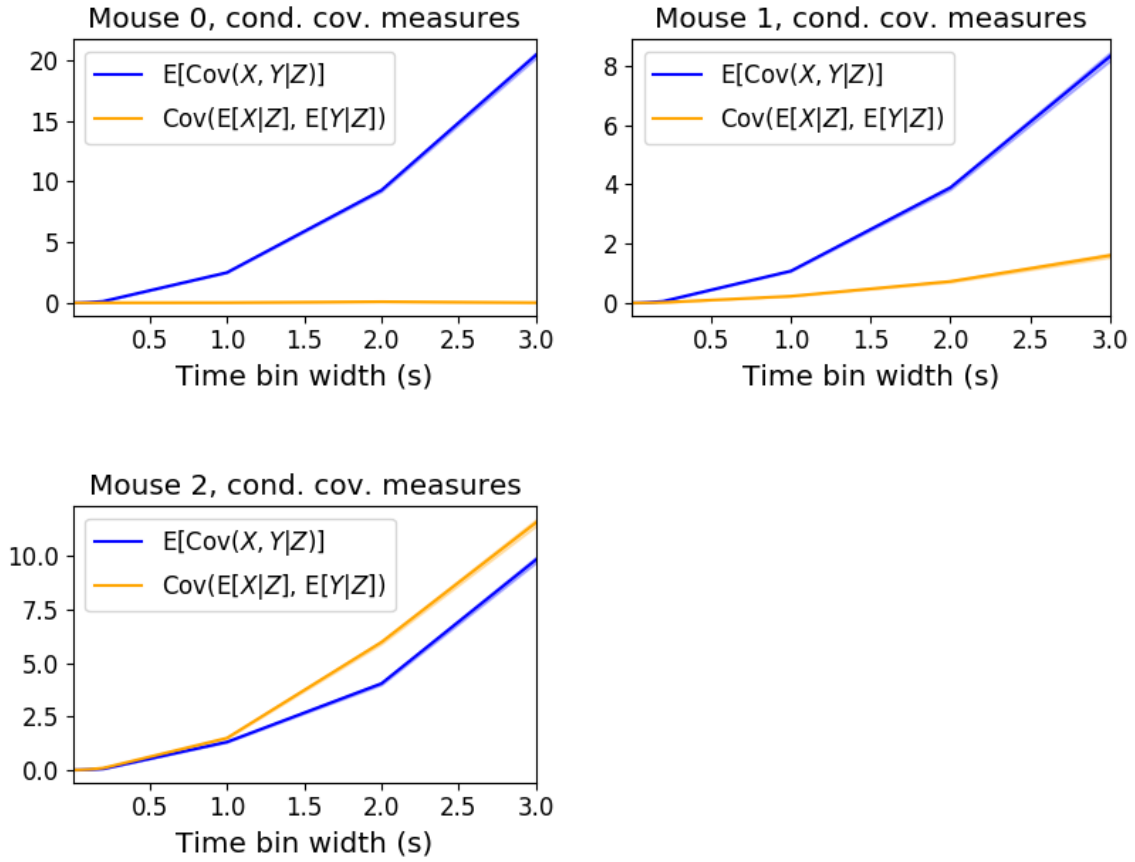 Mouse 0, cond. cov. measures
20
15
10
5
0
E[Cov(X, Y|Z)]
Cov(E[X|Z], E[Y|Z])
0.5 1.0 1.5 2.0 2.5 3.0
Time bin width (s)
Mouse 1, cond. cov. measures
8
6
4
2
0
E[Cov(X, Y|Z)]
Cov(E[X|Z], E[Y|Z])
0.5 1.0 1.5 2.0 2.5 3.0
Time bin width (s)
Mouse 2, cond. cov. measures
10.0
7.5
5.0
2.5
0.0
E[Cov(X, Y|Z)]
Cov(E[X|Z], E[Y|Z])
0.5 1.0 1.5 2.0 2.5 3.0
Time bin width (s)